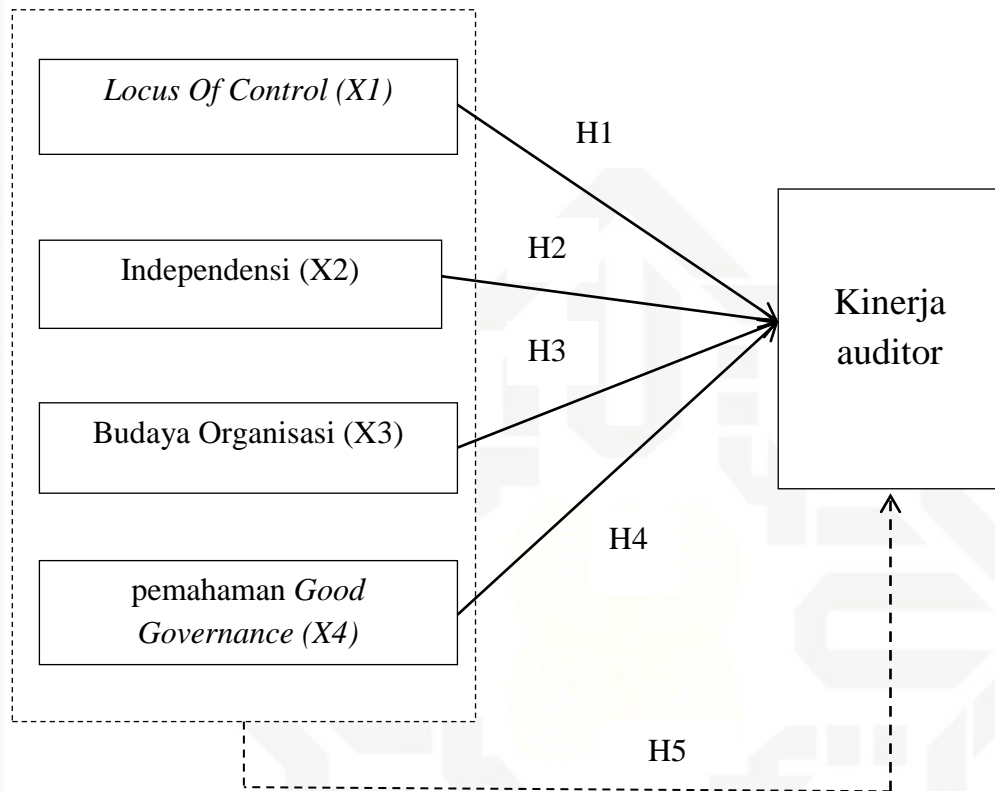 Locus Of Control (X1)
H1
Independensi (X2)
H2
Kinerja
auditor
H3
Budaya Organisasi (X3)
H4
pemahaman Good
Governance (X4)
H5